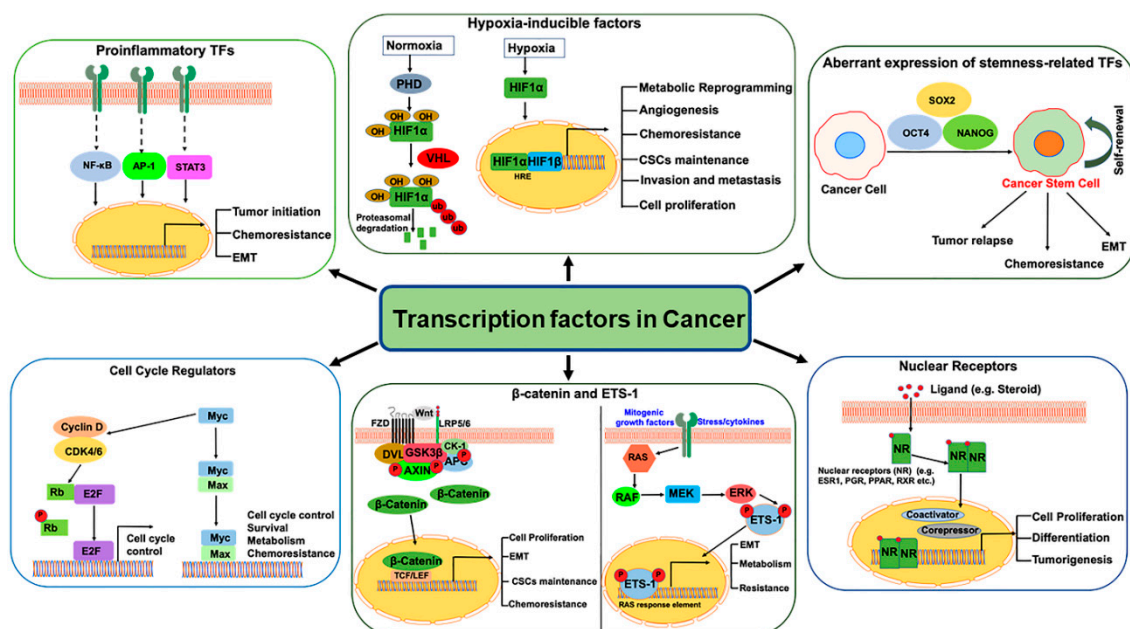 Proinflammatory TFs
NF-κB
AP-1
STAT3
Tumor initiation
Chemoresistance
EMT
Hypoxia-inducible factors
Normoxia
PHD
OH
OH
OH
HIF1α
VHL
OH
OH
OH
HIF1α
ub
ub
ub
Proteasomal
degradation
Hypoxia
HIF1α
HIF1α
HIF1β
HRE
Metabolic Reprogramming
Angiogenesis
Chemoresistance
CSCs maintenance
Invasion and metastasis
Cell proliferation
Aberrant expression of stemness-related TFs
SOX2
OCT4
NANOG
Self-renewal
Cancer Cell
Cancer Stem Cell
Tumor relapse
EMT
Chemoresistance
Transcription factors in Cancer
Cell Cycle Regulators
Cyclin D
CDK4/6
Myc
Rb
E2F
P
Rb
E2F
Cell cycle
control
Myc
Max
Myc
Max
Cell cycle control
Survival
Metabolism
Chemoresistance
β-catenin and ETS-1
Wnt
FZD
LRP5/6
DVL
GSK3β
CK-1
APC
AXIN
P
P
P
β-Catenin
β-Catenin
β-Catenin
TCF/LEF
Cell Proliferation
EMT
CSCs maintenance
Chemoresistance
Mitogenic
growth factors
Stress/cytokines
RAS
RAF
MEK
ERK
P
P
ETS-1
P
P
ETS-1
RAS response element
EMT
Metabolism
Resistance
Nuclear Receptors
Ligand (e.g. Steroid)
NR
NR
NR
Nuclear receptors (NR) (e.g.
ESR1, PGR, PPAR, RXR etc.)
Coactivator
Corepressor
NR
NR
Cell Proliferation
Differentiation
Tumorigenesis